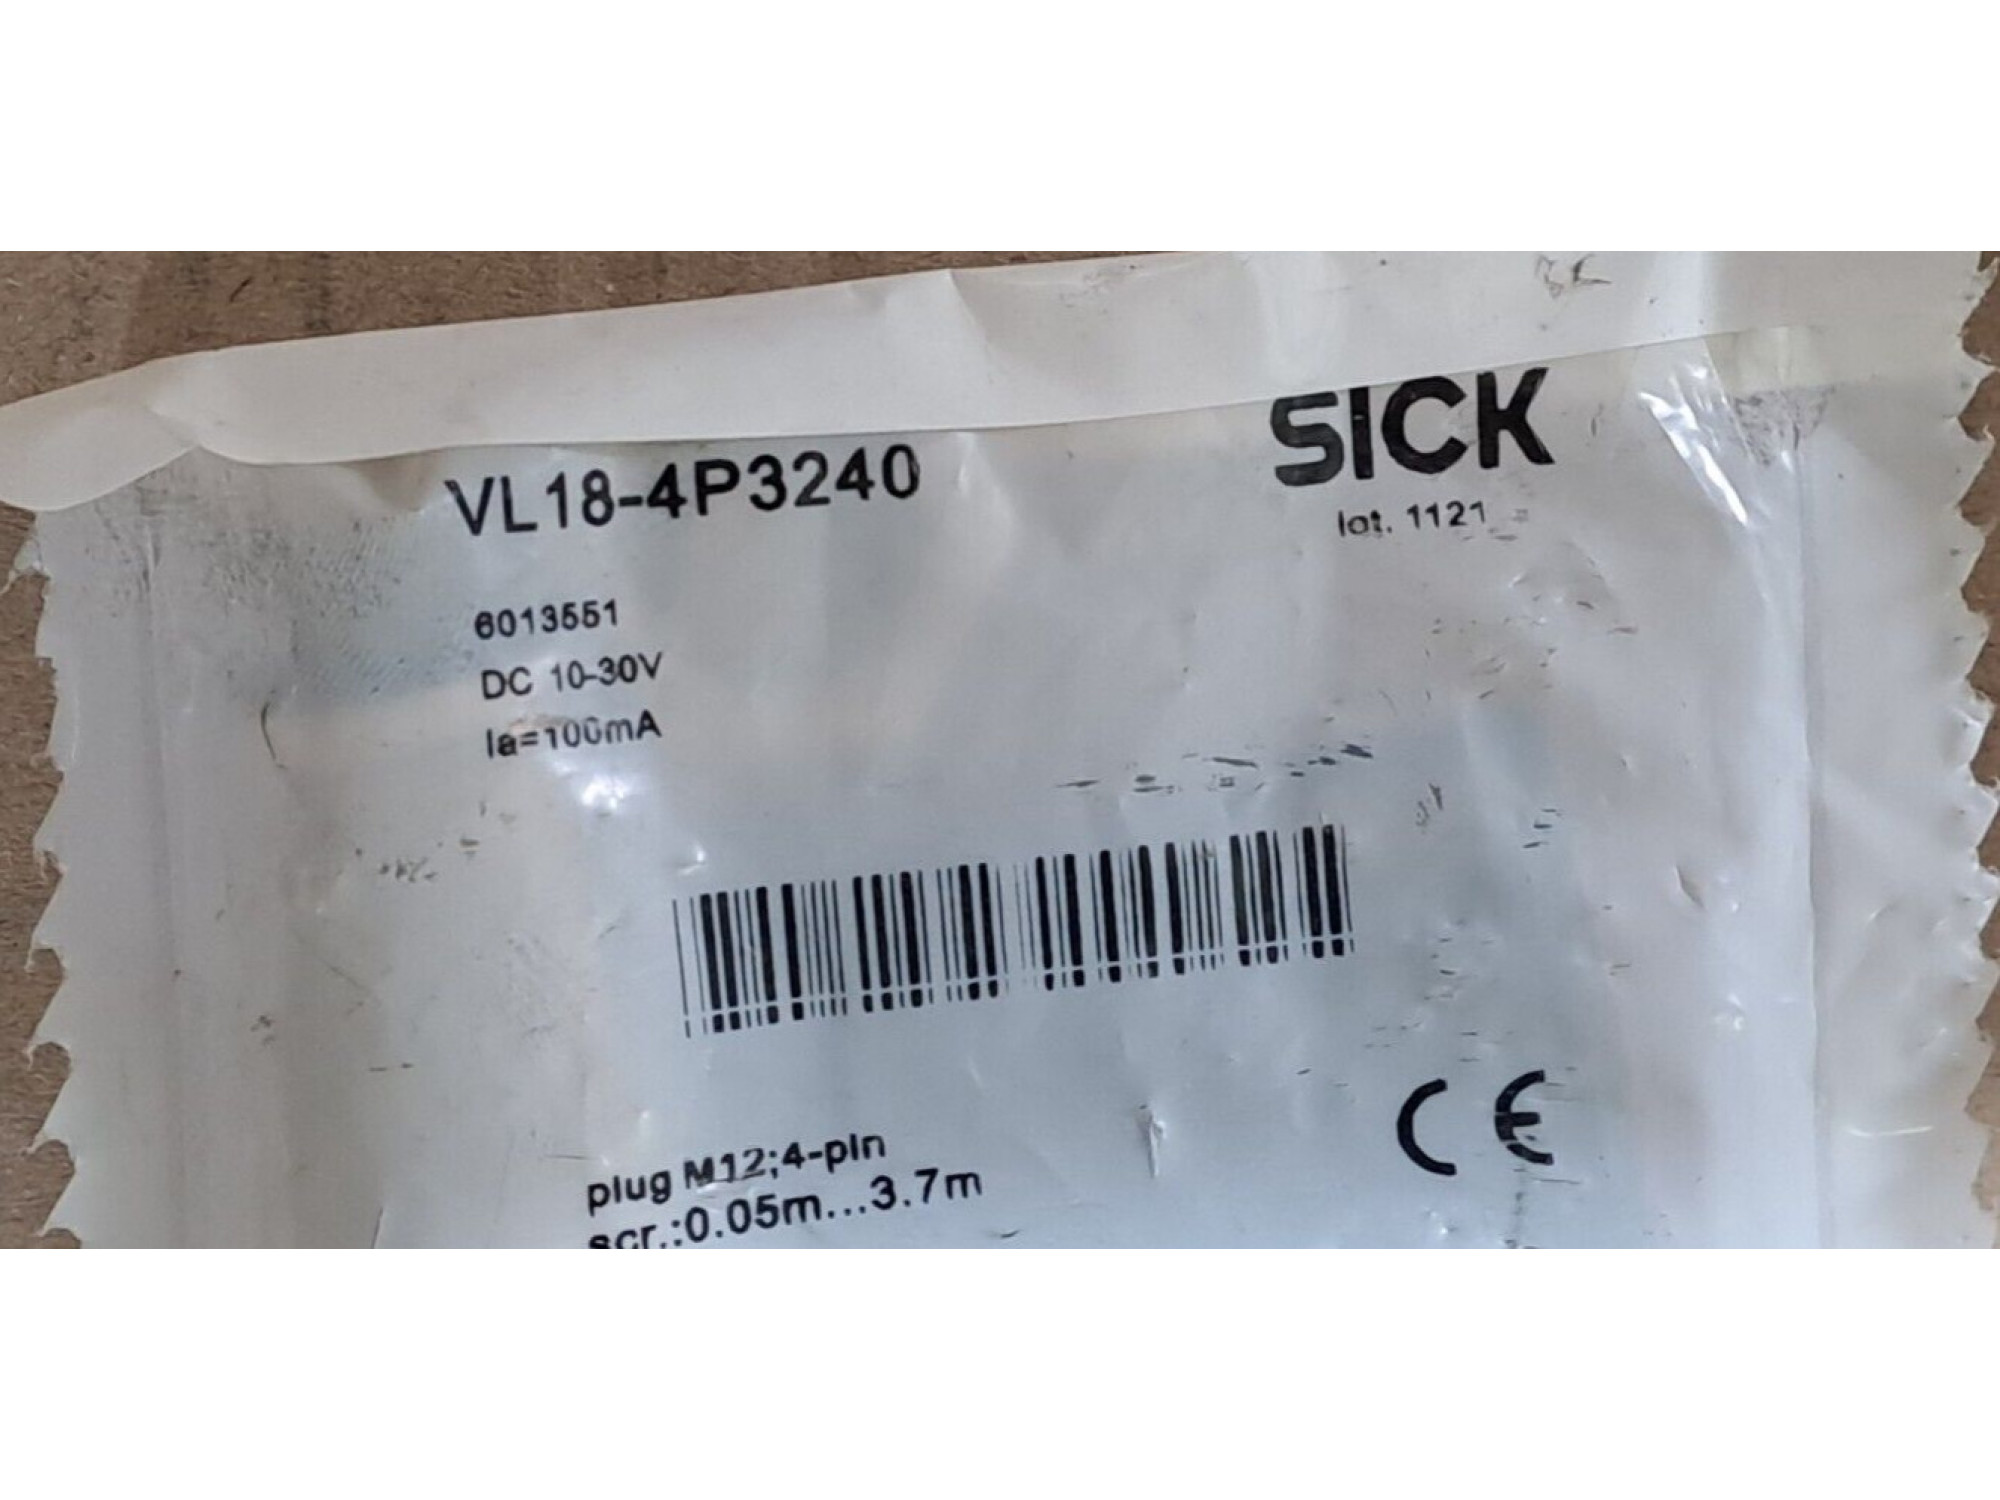 VL18-4P3240
SICK
lot. 1121
6013551
DC 10-30V
Ia=100mA
plug M12;4-pin
scr.:0.05m...3.7m
CE